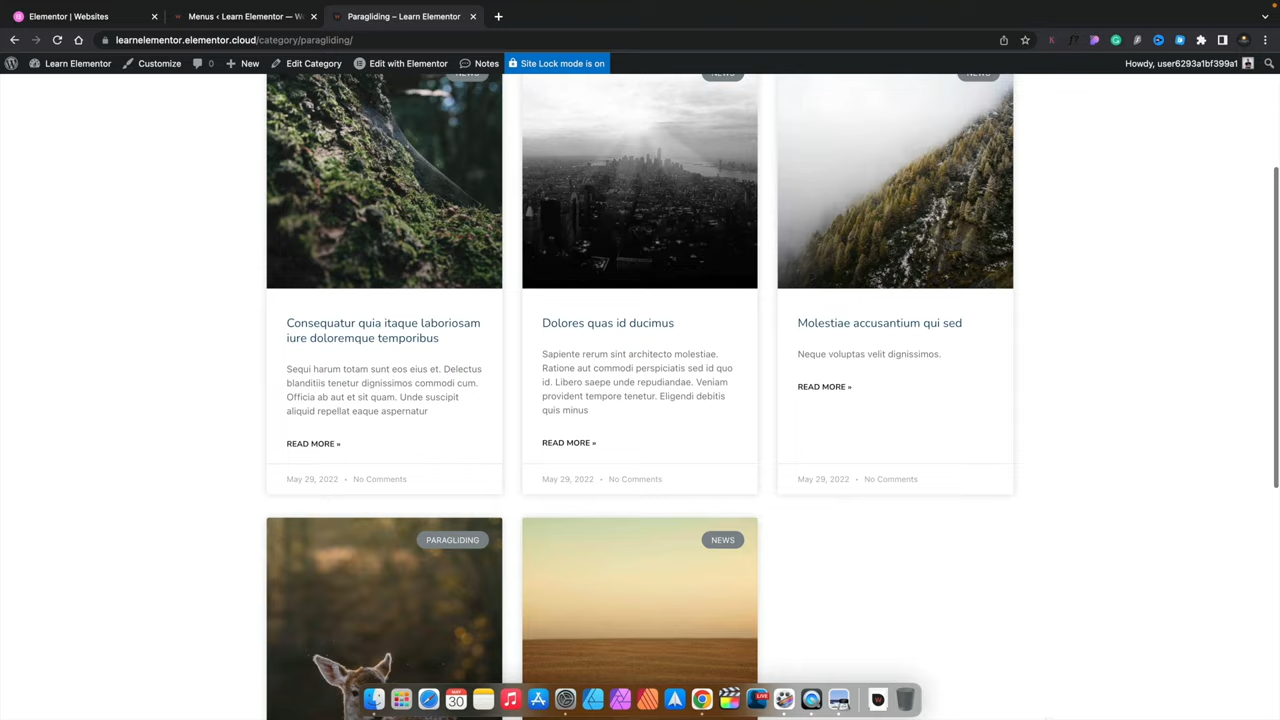 Elementor | Websites
Menus ‹ Learn Elementor — W
Paragliding – Learn Elementor
learnelementor.elementor.cloud/category/paragliding/
Learn Elementor
Customize
0
New
Edit Category
Edit with Elementor
Notes
Site Lock mode is on
Howdy, user6293a1bf399a1
NEWS
NEWS
NEWS
Consequatur quia itaque laboriosam
iure doloremque temporibus
Sequi harum totam sunt eos eius et. Delectus
blanditiis tenetur dignissimos commodi cum.
Officia ab aut et sit quam. Unde suscipit
aliquid repellat eaque aspernatur
READ MORE »
May 29, 2022 • No Comments
Dolores quas id ducimus
Sapiente rerum sint architecto molestiae.
Ratione aut commodi perspiciatis sed id quo
id. Libero saepe unde repudiandae. Veniam
provident tempore tenetur. Eligendi debitis
quis minus
READ MORE »
May 29, 2022 • No Comments
Molestiae accusantium qui sed
Neque voluptas velit dignissimos.
READ MORE »
May 29, 2022 • No Comments
PARAGLIDING
NEWS
MAY
30
LIVE